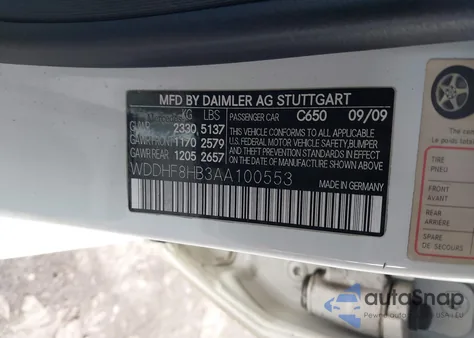 MFD BY DAIMLER AG STUTTGART
KG LBS PASSENGER CAR C650 09/09
GAWR 2330 5137 THIS VEHICLE CONFORMS TO ALL APPLICABLE
GAWR FRONT 1170 2579 U.S. FEDERAL MOTOR VEHICLE SAFETY, BUMPER
GAWR REAR 1205 2657 AND THEFT PREVENTION STANDARDS IN EFFECT
ON THE DATE OF MANUFACTURE SHOWN ABOVE.
WDDHF8HB3AA100553
MADE IN GERMANY
TIRE
PNEU
FRONT
AVANT
REAR
ARRIÈRE
SPARE
DE SECOURS
autoSnap